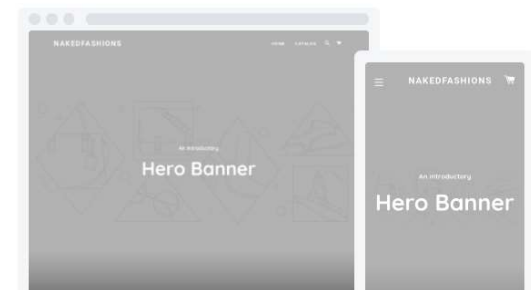 NAKEDFASHIONS
HOME CATALOG
An Introductory
Hero Banner
NAKEDFASHIONS
An Introductory
Hero Banner